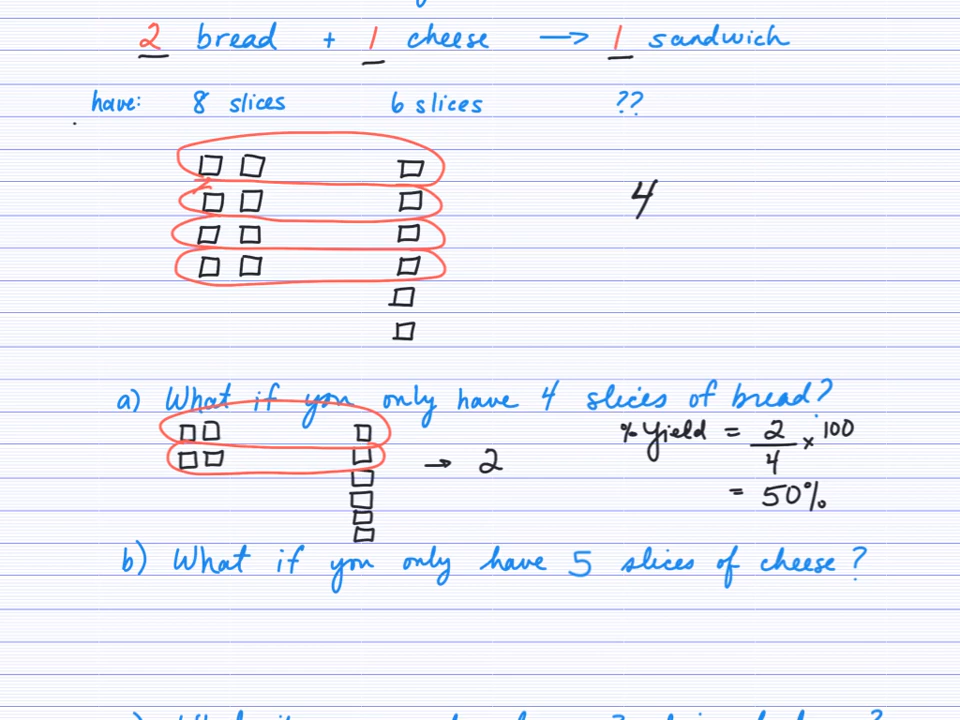 2 bread + 1 cheese → 1 sandwich
have: 8 slices 6 slices ??
4
a) What if you only have 4 slices of bread?
% Yield = 2/4 × 100
→ 2
= 50%
b) What if you only have 5 slices of cheese?